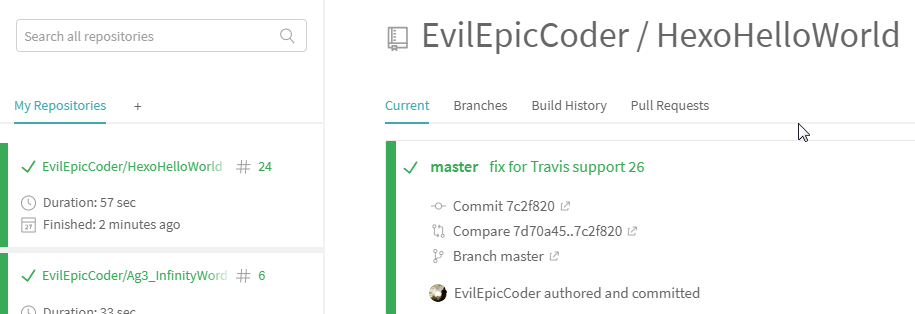 Search all repositories
My Repositories +
EvilEpicCoder/HexoHelloWorld # 24
Duration: 57 sec
27 Finished: 2 minutes ago
EvilEpicCoder/Ag3_InfinityWord # 6
Duration: 33 sec
EvilEpicCoder / HexoHelloWorld
Current Branches Build History Pull Requests
master fix for Travis support 26
Commit 7c2f820
Compare 7d70a45..7c2f820
Branch master
EvilEpicCoder authored and committed